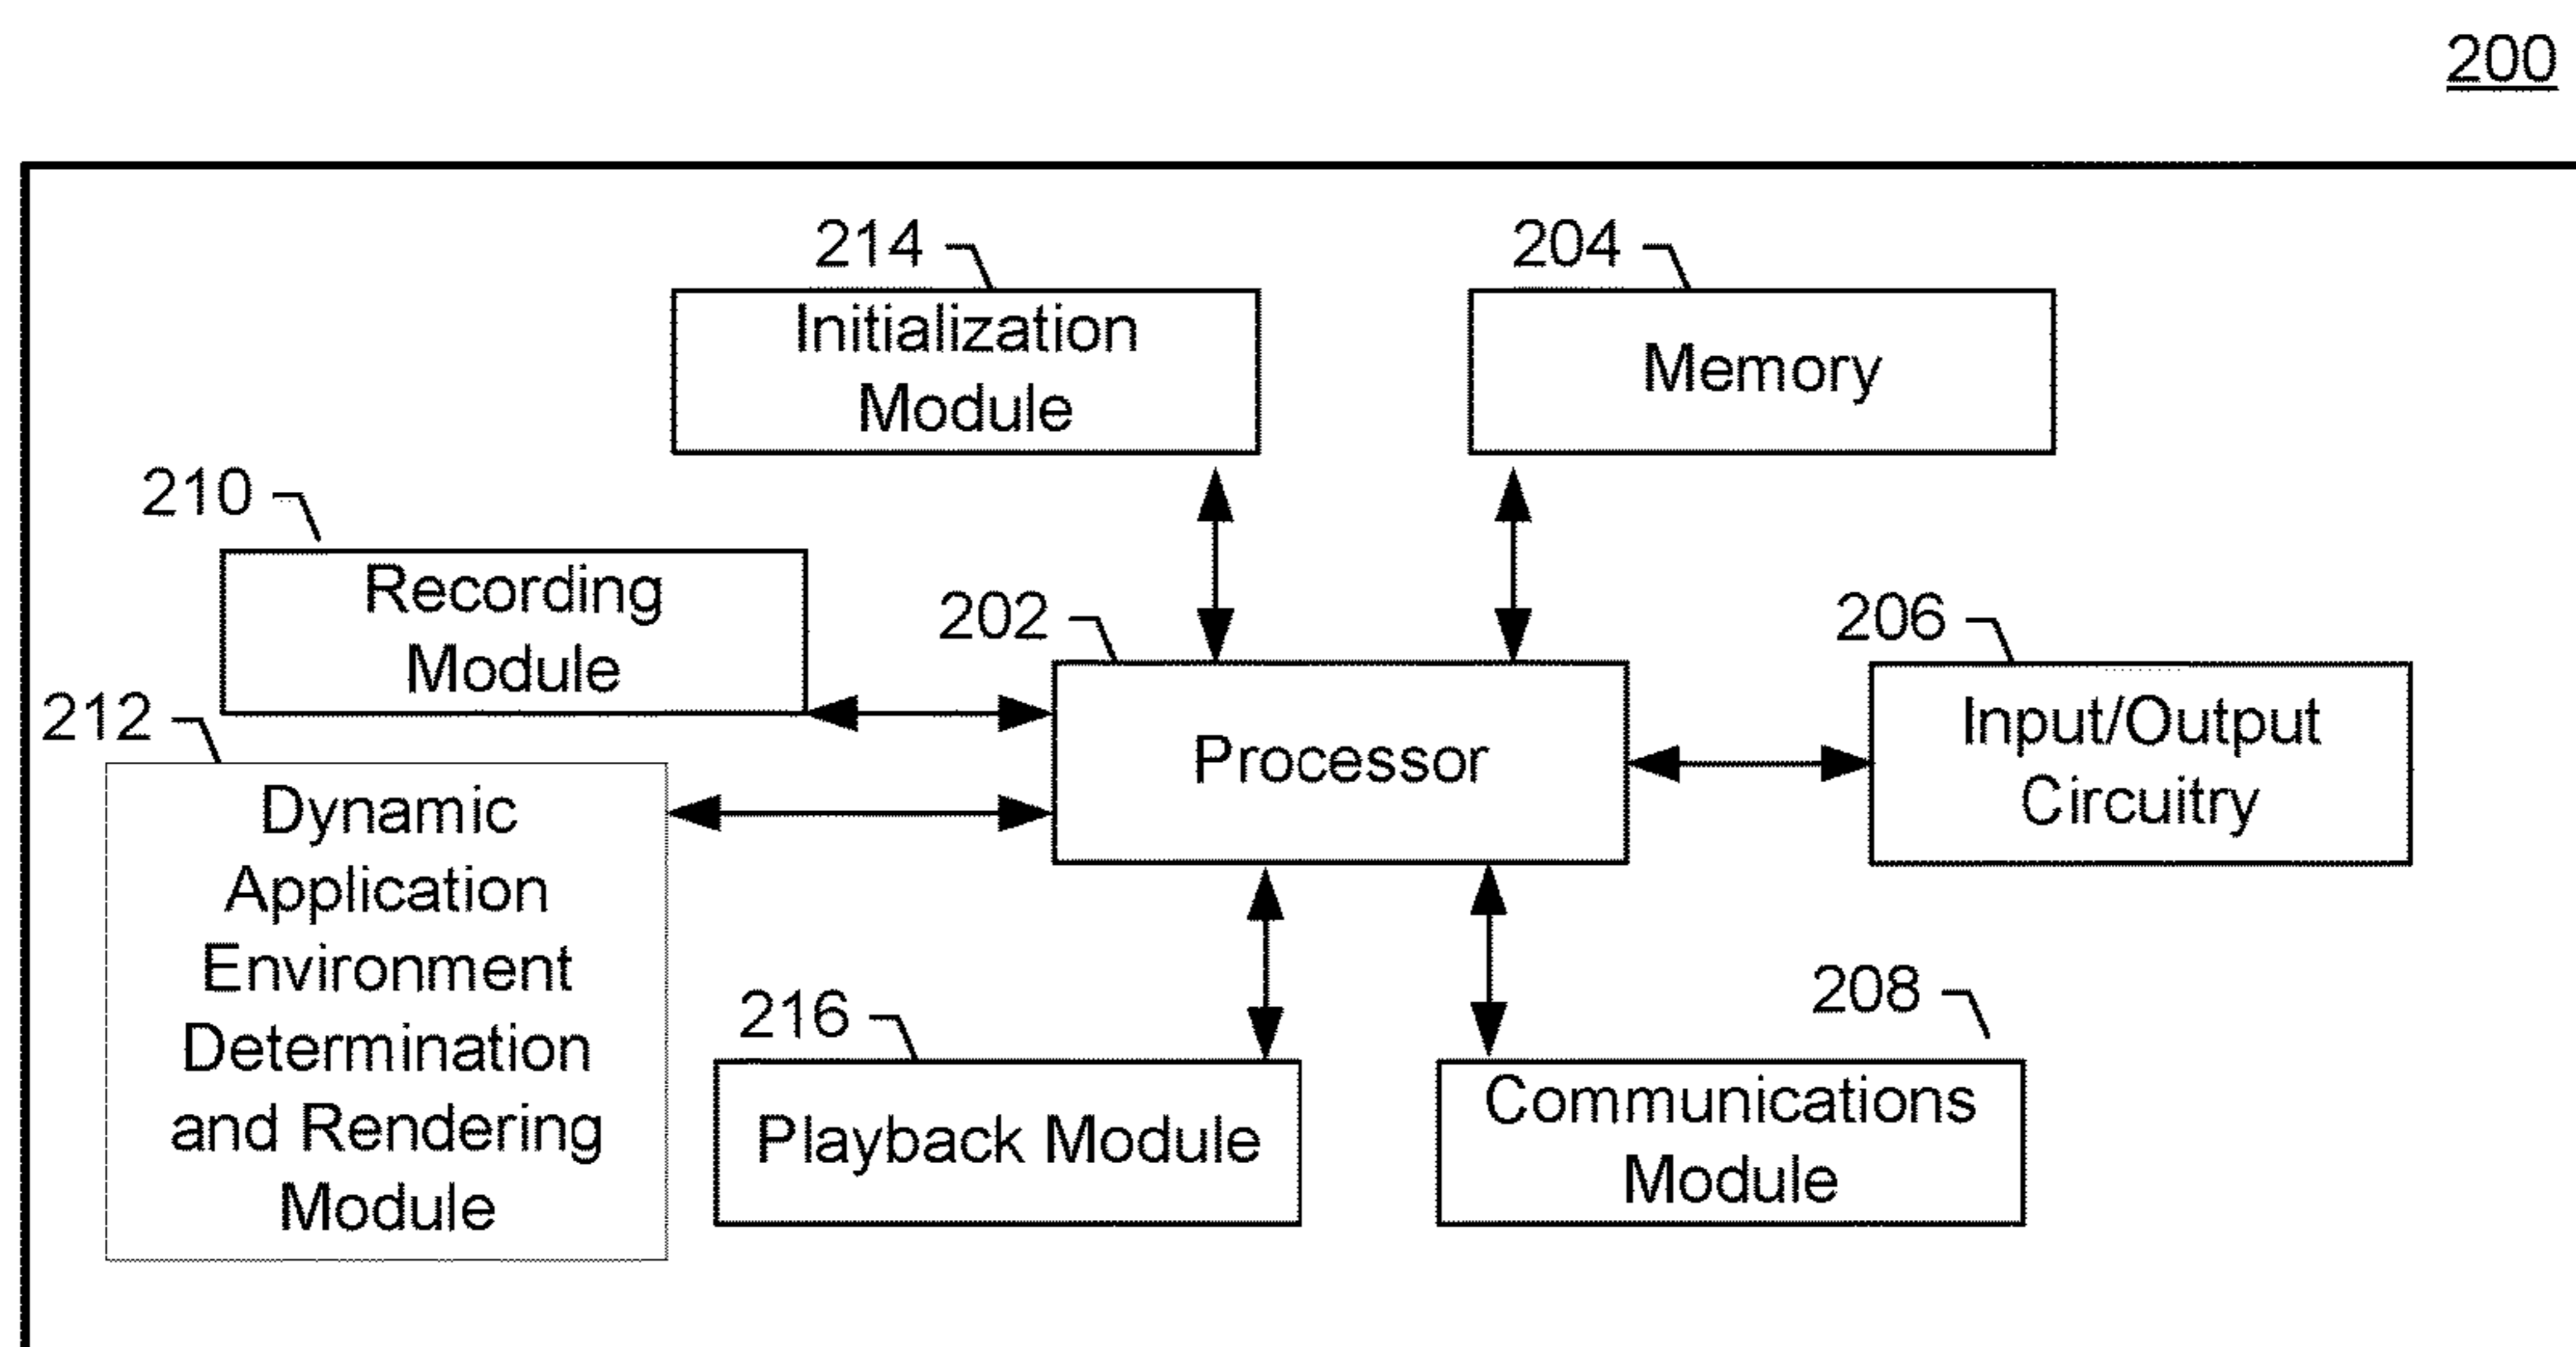 200
214
Initialization
Module
204
Memory
210
Recording
Module
202
Processor
206
Input/Output
Circuitry
212
Dynamic
Application
Environment
Determination
and Rendering
Module
216
Playback Module
208
Communications
Module